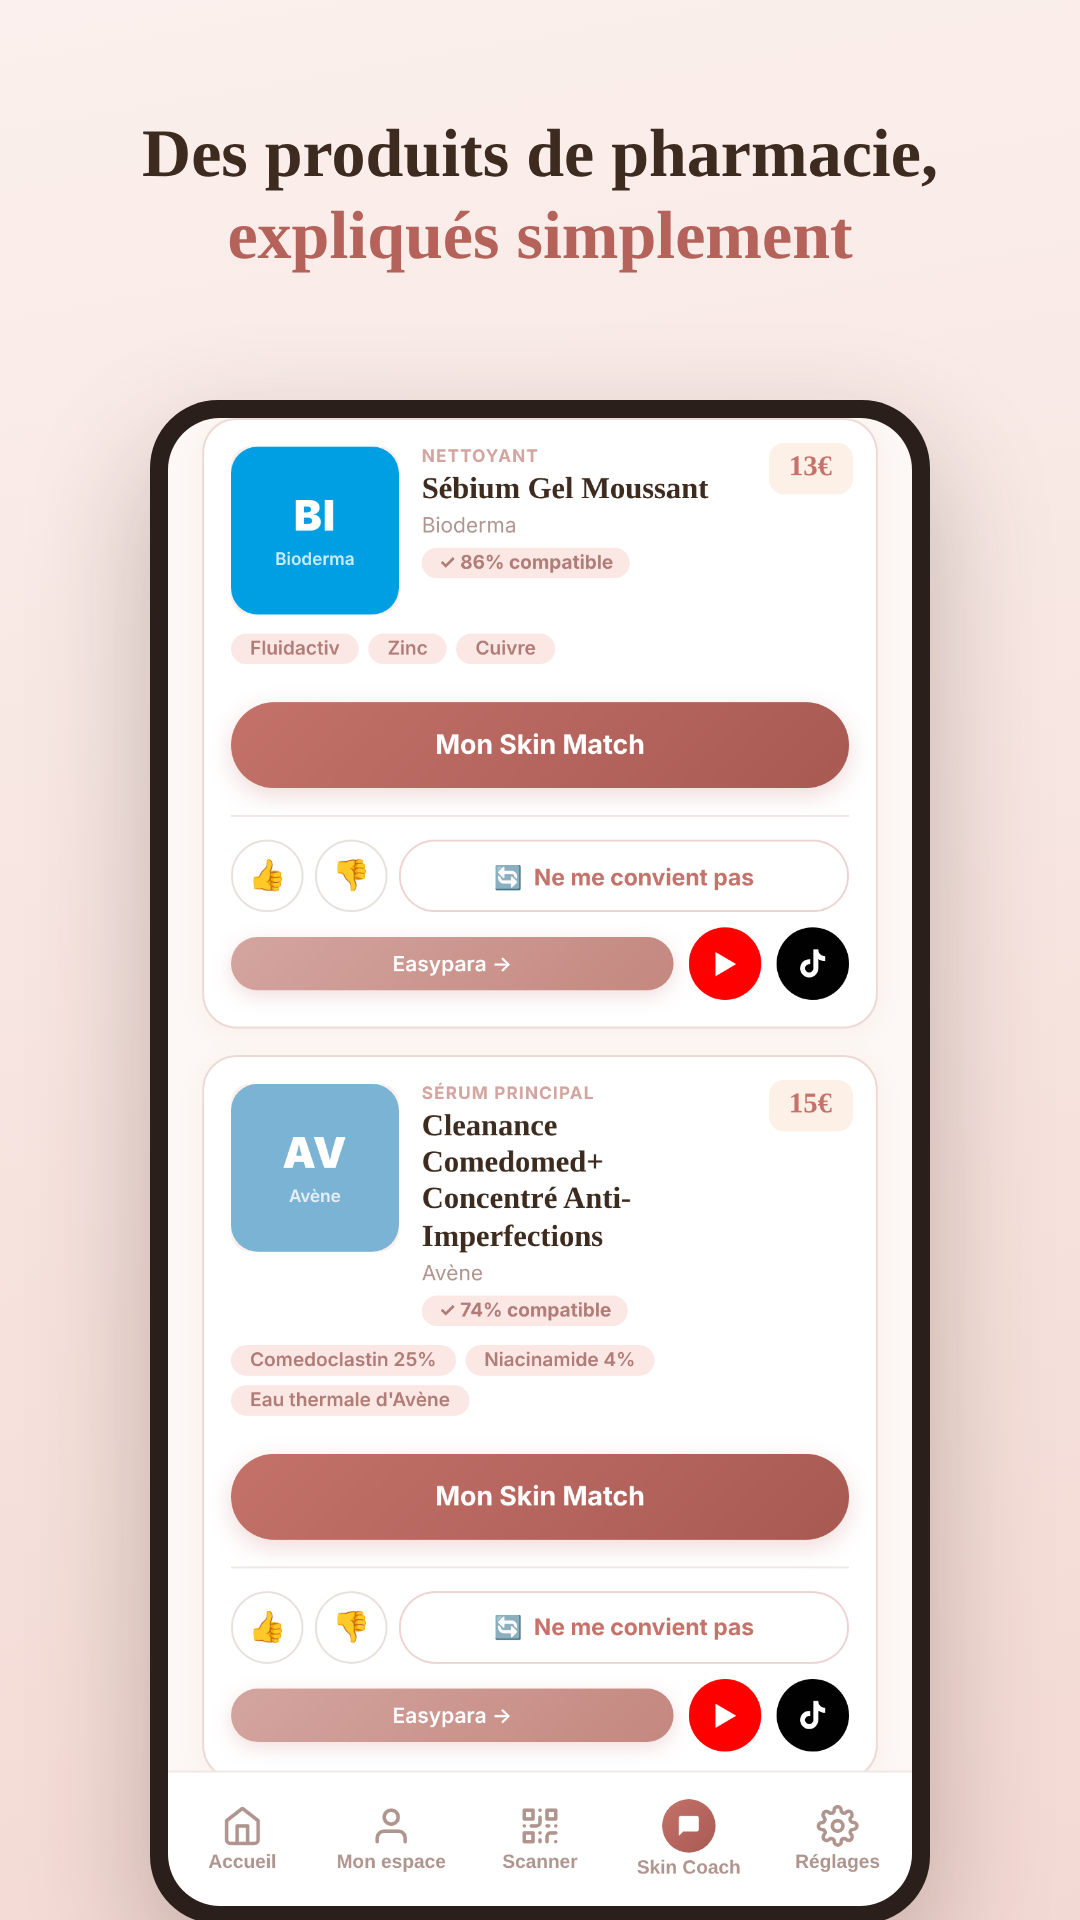 Des produits de pharmacie,
expliqués simplement
BI
Bioderma
NETTOYANT
Sébium Gel Moussant
Bioderma
✓ 86% compatible
13€
Fluidactiv
Zinc
Cuivre
Mon Skin Match
👍
👎
🔄 Ne me convient pas
Easypara →
AV
Avène
SÉRUM PRINCIPAL
Cleanance
Comedomed+
Concentré Anti-
Imperfections
Avène
✓ 74% compatible
15€
Comedoclastin 25%
Niacinamide 4%
Eau thermale d'Avène
Mon Skin Match
👍
👎
🔄 Ne me convient pas
Easypara →
Accueil
Mon espace
Scanner
Skin Coach
Réglages